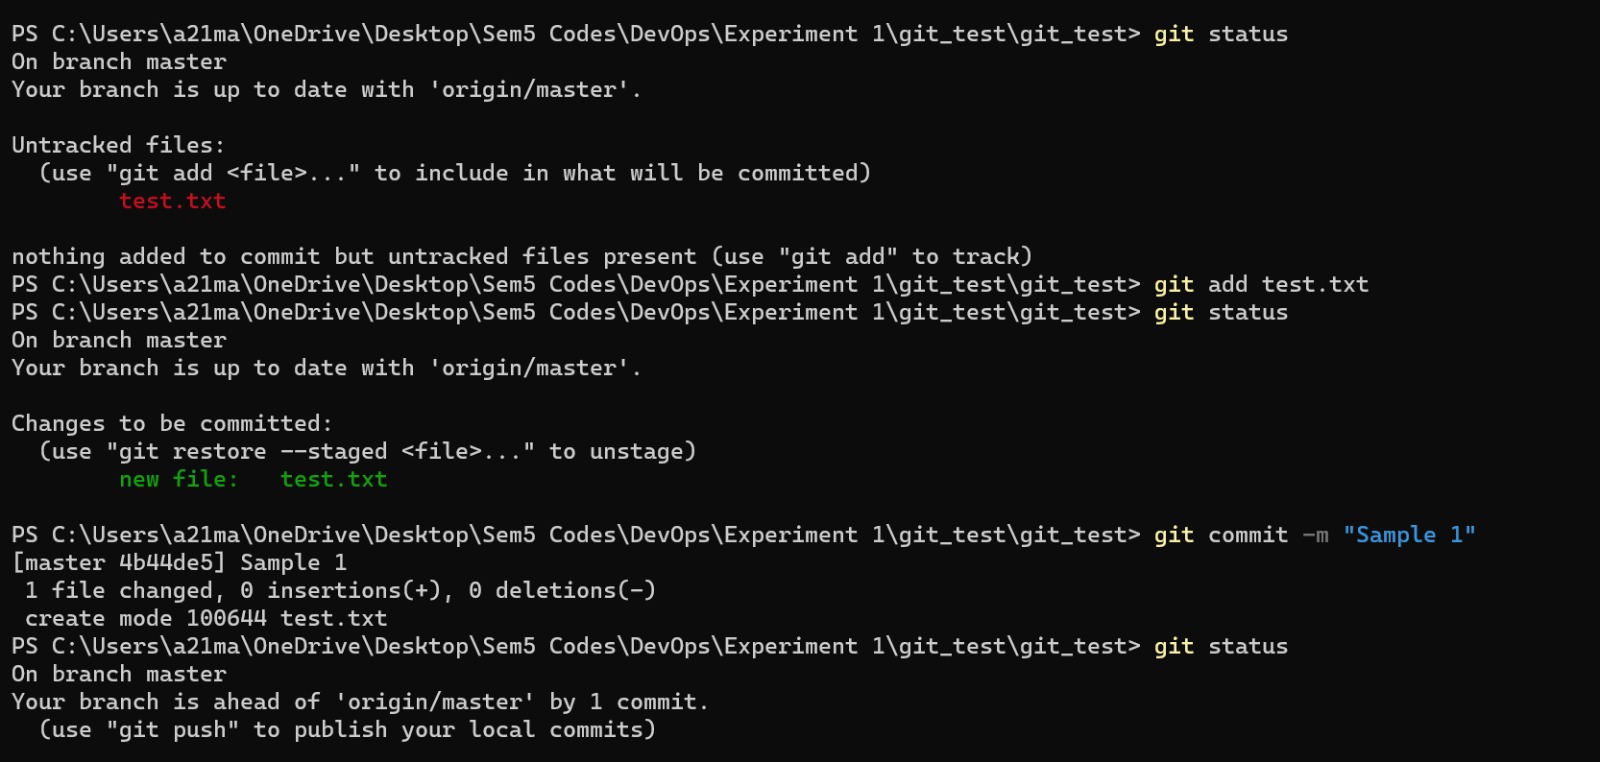 PS C:\Users\a21ma\OneDrive\Desktop\Sem5 Codes\DevOps\Experiment 1\git_test\git_test> git status
On branch master
Your branch is up to date with 'origin/master'.

Untracked files:
  (use "git add <file>..." to include in what will be committed)
        test.txt

nothing added to commit but untracked files present (use "git add" to track)
PS C:\Users\a21ma\OneDrive\Desktop\Sem5 Codes\DevOps\Experiment 1\git_test\git_test> git add test.txt
PS C:\Users\a21ma\OneDrive\Desktop\Sem5 Codes\DevOps\Experiment 1\git_test\git_test> git status
On branch master
Your branch is up to date with 'origin/master'.

Changes to be committed:
  (use "git restore --staged <file>..." to unstage)
        new file:   test.txt

PS C:\Users\a21ma\OneDrive\Desktop\Sem5 Codes\DevOps\Experiment 1\git_test\git_test> git commit -m "Sample 1"
[master 4b44de5] Sample 1
 1 file changed, 0 insertions(+), 0 deletions(-)
 create mode 100644 test.txt
PS C:\Users\a21ma\OneDrive\Desktop\Sem5 Codes\DevOps\Experiment 1\git_test\git_test> git status
On branch master
Your branch is ahead of 'origin/master' by 1 commit.
  (use "git push" to publish your local commits)